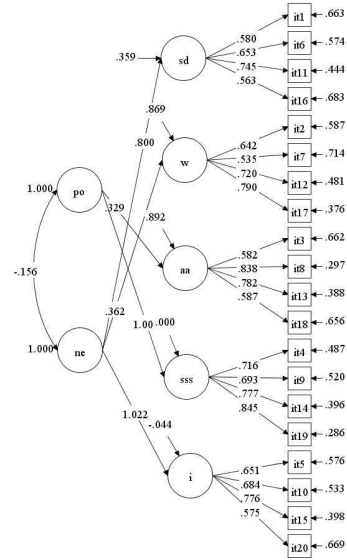 it1 .663
.580
it6 .574
.653
.359 sd
.745
it11 .444
.563
it16 .683
.869
it2 .587
.800
.642
it7 .714
w .535
.720
it12 .481
.790
it17 .376
po
1.000
.329 .892
it3 .662
.582
it8 .297
.838
aa
.782
it13 .388
-.156
.587
it18 .656
.362
1.00 .000
it4 .487
.716
1.000 ne
.693
it9 .520
sss
.777
it14 .396
.845
it19 .286
1.022
-.044
it5 .576
.651
.684
it10 .533
i
.776
it15 .398
.575
it20 .669